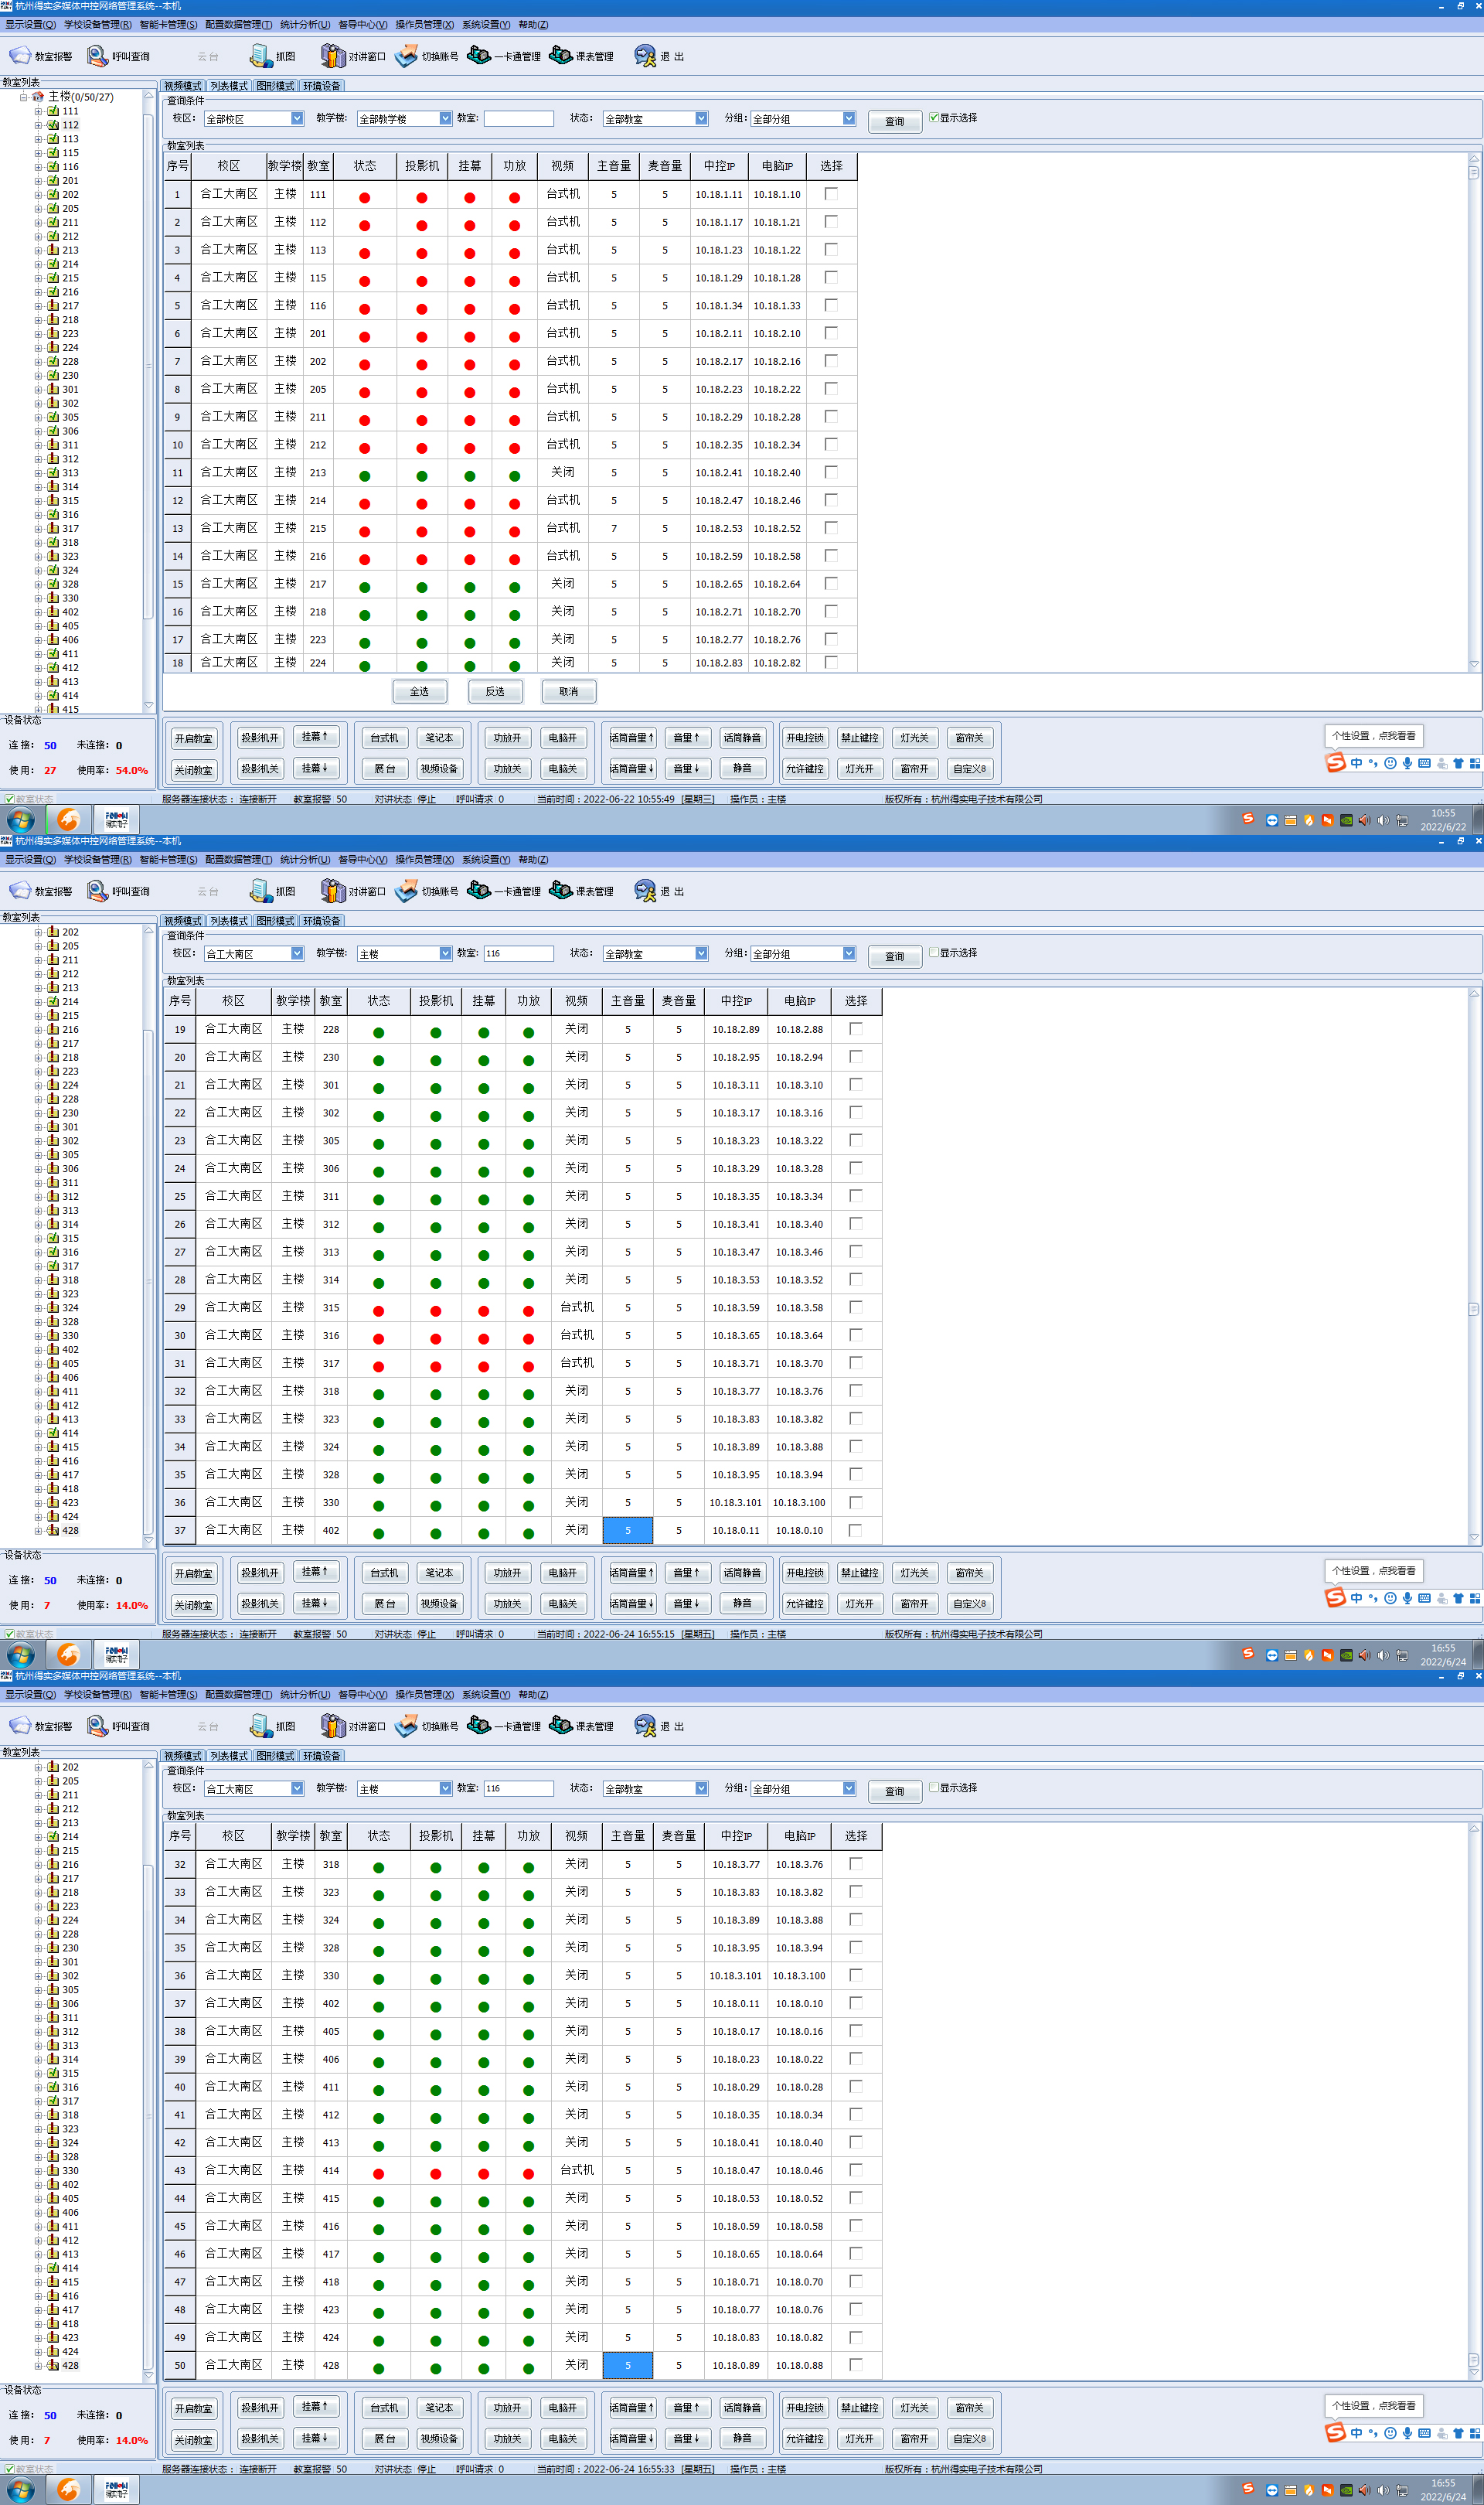 杭州得实多媒体中控网络管理系统--本机
显示设置(Q) 学校设备管理(R) 智能卡管理(S) 配置数据管理(T) 统计分析(U) 督导中心(V) 操作员管理(X) 系统设置(Y) 帮助(Z)
教室报警 呼叫查询 云台 抓图 对讲窗口 切换账号 一卡通管理 课表管理 退 出
教室列表 视频模式 列表模式 图形模式 环境设备
主楼(0/50/27)
111
112
113
115
116
201
202
205
211
212
213
214
215
216
217
218
223
224
228
230
301
302
305
306
311
312
313
314
315
316
317
318
323
324
328
330
402
405
406
411
412
413
414
415
查询条件
校区: 全部校区 教学楼: 全部教学楼 教室: 状态: 全部教室 分组: 全部分组 查询 显示选择
教室列表
序号 校区 教学楼 教室 状态 投影机 挂幕 功放 视频 主音量 麦音量 中控IP 电脑IP 选择
1 合工大南区 主楼 111 台式机 5 5 10.18.1.11 10.18.1.10
2 合工大南区 主楼 112 台式机 5 5 10.18.1.17 10.18.1.21
3 合工大南区 主楼 113 台式机 5 5 10.18.1.23 10.18.1.22
4 合工大南区 主楼 115 台式机 5 5 10.18.1.29 10.18.1.28
5 合工大南区 主楼 116 台式机 5 5 10.18.1.34 10.18.1.33
6 合工大南区 主楼 201 台式机 5 5 10.18.2.11 10.18.2.10
7 合工大南区 主楼 202 台式机 5 5 10.18.2.17 10.18.2.16
8 合工大南区 主楼 205 台式机 5 5 10.18.2.23 10.18.2.22
9 合工大南区 主楼 211 台式机 5 5 10.18.2.29 10.18.2.28
10 合工大南区 主楼 212 台式机 5 5 10.18.2.35 10.18.2.34
11 合工大南区 主楼 213 关闭 5 5 10.18.2.41 10.18.2.40
12 合工大南区 主楼 214 台式机 5 5 10.18.2.47 10.18.2.46
13 合工大南区 主楼 215 台式机 7 5 10.18.2.53 10.18.2.52
14 合工大南区 主楼 216 台式机 5 5 10.18.2.59 10.18.2.58
15 合工大南区 主楼 217 关闭 5 5 10.18.2.65 10.18.2.64
16 合工大南区 主楼 218 关闭 5 5 10.18.2.71 10.18.2.70
17 合工大南区 主楼 223 关闭 5 5 10.18.2.77 10.18.2.76
18 合工大南区 主楼 224 关闭 5 5 10.18.2.83 10.18.2.82
全选 反选 取消
设备状态
连 接: 50 未连接: 0
使 用: 27 使用率: 54.0%
开启教室 投影机开 挂幕↑ 台式机 笔记本 功放开 电脑开 话筒音量↑ 音量↑ 话筒静音 开电控锁 禁止键控 灯光关 窗帘关
关闭教室 投影机关 挂幕↓ 展 台 视频设备 功放关 电脑关 话筒音量↓ 音量↓ 静音 允许键控 灯光开 窗帘开 自定义8
个性设置，点我看看
中
教室状态 服务器连接状态: 连接断开 教室报警 50 对讲状态 停止 呼叫请求 0 当前时间:2022-06-22 10:55:49 [星期三] 操作员:主楼 版权所有:杭州得实电子技术有限公司
10:55
2022/6/22
杭州得实多媒体中控网络管理系统--本机
显示设置(Q) 学校设备管理(R) 智能卡管理(S) 配置数据管理(T) 统计分析(U) 督导中心(V) 操作员管理(X) 系统设置(Y) 帮助(Z)
教室报警 呼叫查询 云台 抓图 对讲窗口 切换账号 一卡通管理 课表管理 退 出
教室列表 视频模式 列表模式 图形模式 环境设备
202
205
211
212
213
214
215
216
217
218
223
224
228
230
301
302
305
306
311
312
313
314
315
316
317
318
323
324
328
330
402
405
406
411
412
413
414
415
416
417
418
423
424
428
查询条件
校区: 合工大南区 教学楼: 主楼 教室: 116 状态: 全部教室 分组: 全部分组 查询 显示选择
教室列表
序号 校区 教学楼 教室 状态 投影机 挂幕 功放 视频 主音量 麦音量 中控IP 电脑IP 选择
19 合工大南区 主楼 228 关闭 5 5 10.18.2.89 10.18.2.88
20 合工大南区 主楼 230 关闭 5 5 10.18.2.95 10.18.2.94
21 合工大南区 主楼 301 关闭 5 5 10.18.3.11 10.18.3.10
22 合工大南区 主楼 302 关闭 5 5 10.18.3.17 10.18.3.16
23 合工大南区 主楼 305 关闭 5 5 10.18.3.23 10.18.3.22
24 合工大南区 主楼 306 关闭 5 5 10.18.3.29 10.18.3.28
25 合工大南区 主楼 311 关闭 5 5 10.18.3.35 10.18.3.34
26 合工大南区 主楼 312 关闭 5 5 10.18.3.41 10.18.3.40
27 合工大南区 主楼 313 关闭 5 5 10.18.3.47 10.18.3.46
28 合工大南区 主楼 314 关闭 5 5 10.18.3.53 10.18.3.52
29 合工大南区 主楼 315 台式机 5 5 10.18.3.59 10.18.3.58
30 合工大南区 主楼 316 台式机 5 5 10.18.3.65 10.18.3.64
31 合工大南区 主楼 317 台式机 5 5 10.18.3.71 10.18.3.70
32 合工大南区 主楼 318 关闭 5 5 10.18.3.77 10.18.3.76
33 合工大南区 主楼 323 关闭 5 5 10.18.3.83 10.18.3.82
34 合工大南区 主楼 324 关闭 5 5 10.18.3.89 10.18.3.88
35 合工大南区 主楼 328 关闭 5 5 10.18.3.95 10.18.3.94
36 合工大南区 主楼 330 关闭 5 5 10.18.3.101 10.18.3.100
37 合工大南区 主楼 402 关闭 5 5 10.18.0.11 10.18.0.10
设备状态
连 接: 50 未连接: 0
使 用: 7 使用率: 14.0%
开启教室 投影机开 挂幕↑ 台式机 笔记本 功放开 电脑开 话筒音量↑ 音量↑ 话筒静音 开电控锁 禁止键控 灯光关 窗帘关
关闭教室 投影机关 挂幕↓ 展 台 视频设备 功放关 电脑关 话筒音量↓ 音量↓ 静音 允许键控 灯光开 窗帘开 自定义8
个性设置，点我看看
中
教室状态 服务器连接状态: 连接断开 教室报警 50 对讲状态 停止 呼叫请求 0 当前时间:2022-06-24 16:55:15 [星期五] 操作员:主楼 版权所有:杭州得实电子技术有限公司
16:55
2022/6/24
杭州得实多媒体中控网络管理系统--本机
显示设置(Q) 学校设备管理(R) 智能卡管理(S) 配置数据管理(T) 统计分析(U) 督导中心(V) 操作员管理(X) 系统设置(Y) 帮助(Z)
教室报警 呼叫查询 云台 抓图 对讲窗口 切换账号 一卡通管理 课表管理 退 出
教室列表 视频模式 列表模式 图形模式 环境设备
202
205
211
212
213
214
215
216
217
218
223
224
228
230
301
302
305
306
311
312
313
314
315
316
317
318
323
324
328
330
402
405
406
411
412
413
414
415
416
417
418
423
424
428
查询条件
校区: 合工大南区 教学楼: 主楼 教室: 116 状态: 全部教室 分组: 全部分组 查询 显示选择
教室列表
序号 校区 教学楼 教室 状态 投影机 挂幕 功放 视频 主音量 麦音量 中控IP 电脑IP 选择
32 合工大南区 主楼 318 关闭 5 5 10.18.3.77 10.18.3.76
33 合工大南区 主楼 323 关闭 5 5 10.18.3.83 10.18.3.82
34 合工大南区 主楼 324 关闭 5 5 10.18.3.89 10.18.3.88
35 合工大南区 主楼 328 关闭 5 5 10.18.3.95 10.18.3.94
36 合工大南区 主楼 330 关闭 5 5 10.18.3.101 10.18.3.100
37 合工大南区 主楼 402 关闭 5 5 10.18.0.11 10.18.0.10
38 合工大南区 主楼 405 关闭 5 5 10.18.0.17 10.18.0.16
39 合工大南区 主楼 406 关闭 5 5 10.18.0.23 10.18.0.22
40 合工大南区 主楼 411 关闭 5 5 10.18.0.29 10.18.0.28
41 合工大南区 主楼 412 关闭 5 5 10.18.0.35 10.18.0.34
42 合工大南区 主楼 413 关闭 5 5 10.18.0.41 10.18.0.40
43 合工大南区 主楼 414 台式机 5 5 10.18.0.47 10.18.0.46
44 合工大南区 主楼 415 关闭 5 5 10.18.0.53 10.18.0.52
45 合工大南区 主楼 416 关闭 5 5 10.18.0.59 10.18.0.58
46 合工大南区 主楼 417 关闭 5 5 10.18.0.65 10.18.0.64
47 合工大南区 主楼 418 关闭 5 5 10.18.0.71 10.18.0.70
48 合工大南区 主楼 423 关闭 5 5 10.18.0.77 10.18.0.76
49 合工大南区 主楼 424 关闭 5 5 10.18.0.83 10.18.0.82
50 合工大南区 主楼 428 关闭 5 5 10.18.0.89 10.18.0.88
设备状态
连 接: 50 未连接: 0
使 用: 7 使用率: 14.0%
开启教室 投影机开 挂幕↑ 台式机 笔记本 功放开 电脑开 话筒音量↑ 音量↑ 话筒静音 开电控锁 禁止键控 灯光关 窗帘关
关闭教室 投影机关 挂幕↓ 展 台 视频设备 功放关 电脑关 话筒音量↓ 音量↓ 静音 允许键控 灯光开 窗帘开 自定义8
个性设置，点我看看
中
教室状态 服务器连接状态: 连接断开 教室报警 50 对讲状态 停止 呼叫请求 0 当前时间:2022-06-24 16:55:33 [星期五] 操作员:主楼 版权所有:杭州得实电子技术有限公司
16:55
2022/6/24